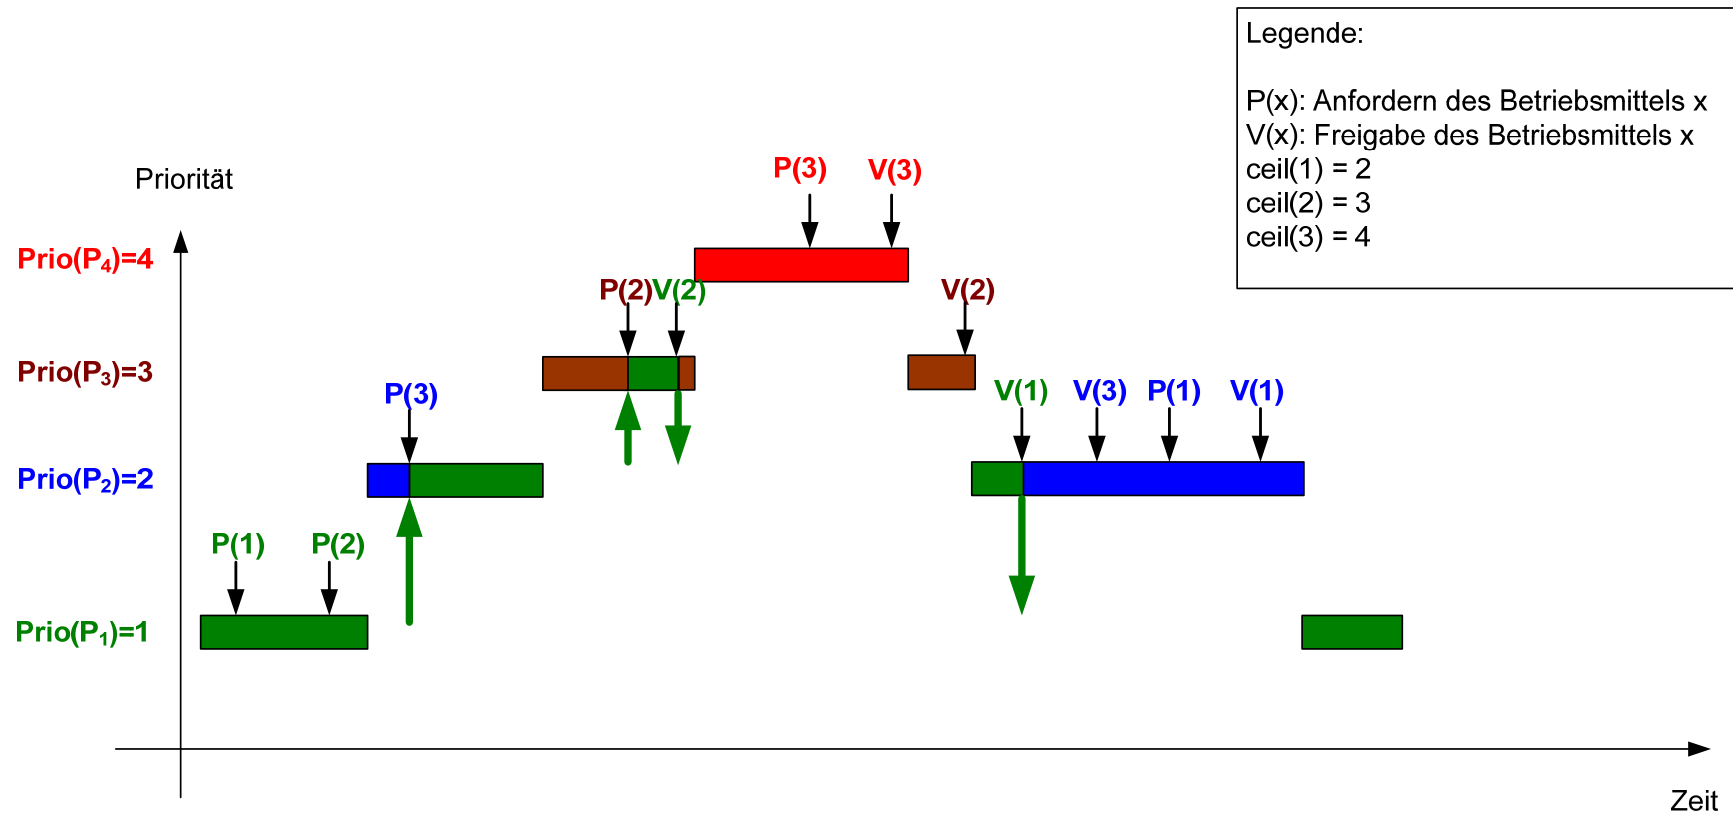 Legende:
P(x): Anfordern des Betriebsmittels x
V(x): Freigabe des Betriebsmittels x
ceil(1) = 2
ceil(2) = 3
ceil(3) = 4
Priorität
P(3) V(3)
Prio(P₄)=4
P(2) V(2) V(2)
Prio(P₃)=3
P(3) V(1) V(3) P(1) V(1)
Prio(P₂)=2
P(1) P(2)
Prio(P₁)=1
Zeit